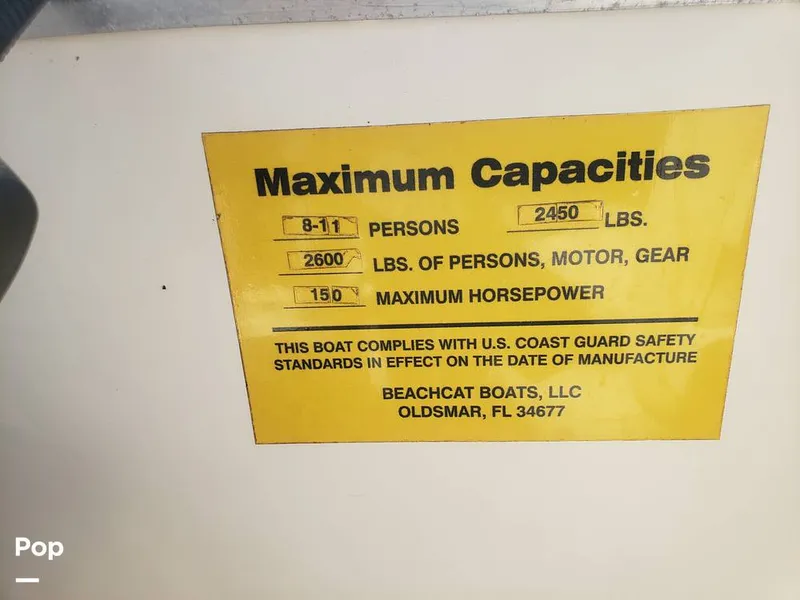 Maximum Capacities
8-11 PERSONS 2450 LBS.
2600 LBS. OF PERSONS, MOTOR, GEAR
150 MAXIMUM HORSEPOWER
THIS BOAT COMPLIES WITH U.S. COAST GUARD SAFETY
STANDARDS IN EFFECT ON THE DATE OF MANUFACTURE
BEACHCAT BOATS, LLC
OLDSMAR, FL 34677
Pop